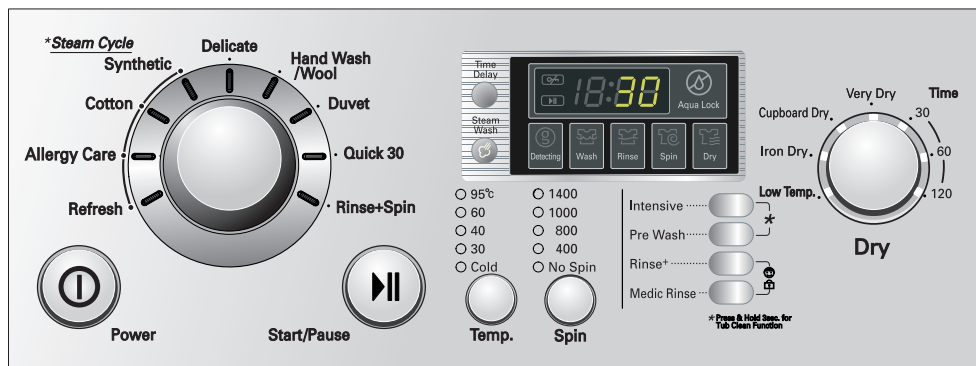 *Steam Cycle
Delicate
Synthetic
Hand Wash
/Wool
Cotton
Duvet
Allergy Care
Quick 30
Refresh
Rinse+Spin
Power
Start/Pause
Time
Delay
Steam
Wash
18:30
Aqua Lock
Detecting
Wash
Rinse
Spin
Dry
95°C
60
40
30
Cold
Temp.
1400
1000
800
400
No Spin
Spin
Intensive
Pre Wash
*
Rinse+
Medic Rinse
* Press & Hold 3sec. for
Tub Clean Function
Very Dry
Time
Cupboard Dry
30
Iron Dry
60
Low Temp.
120
Dry